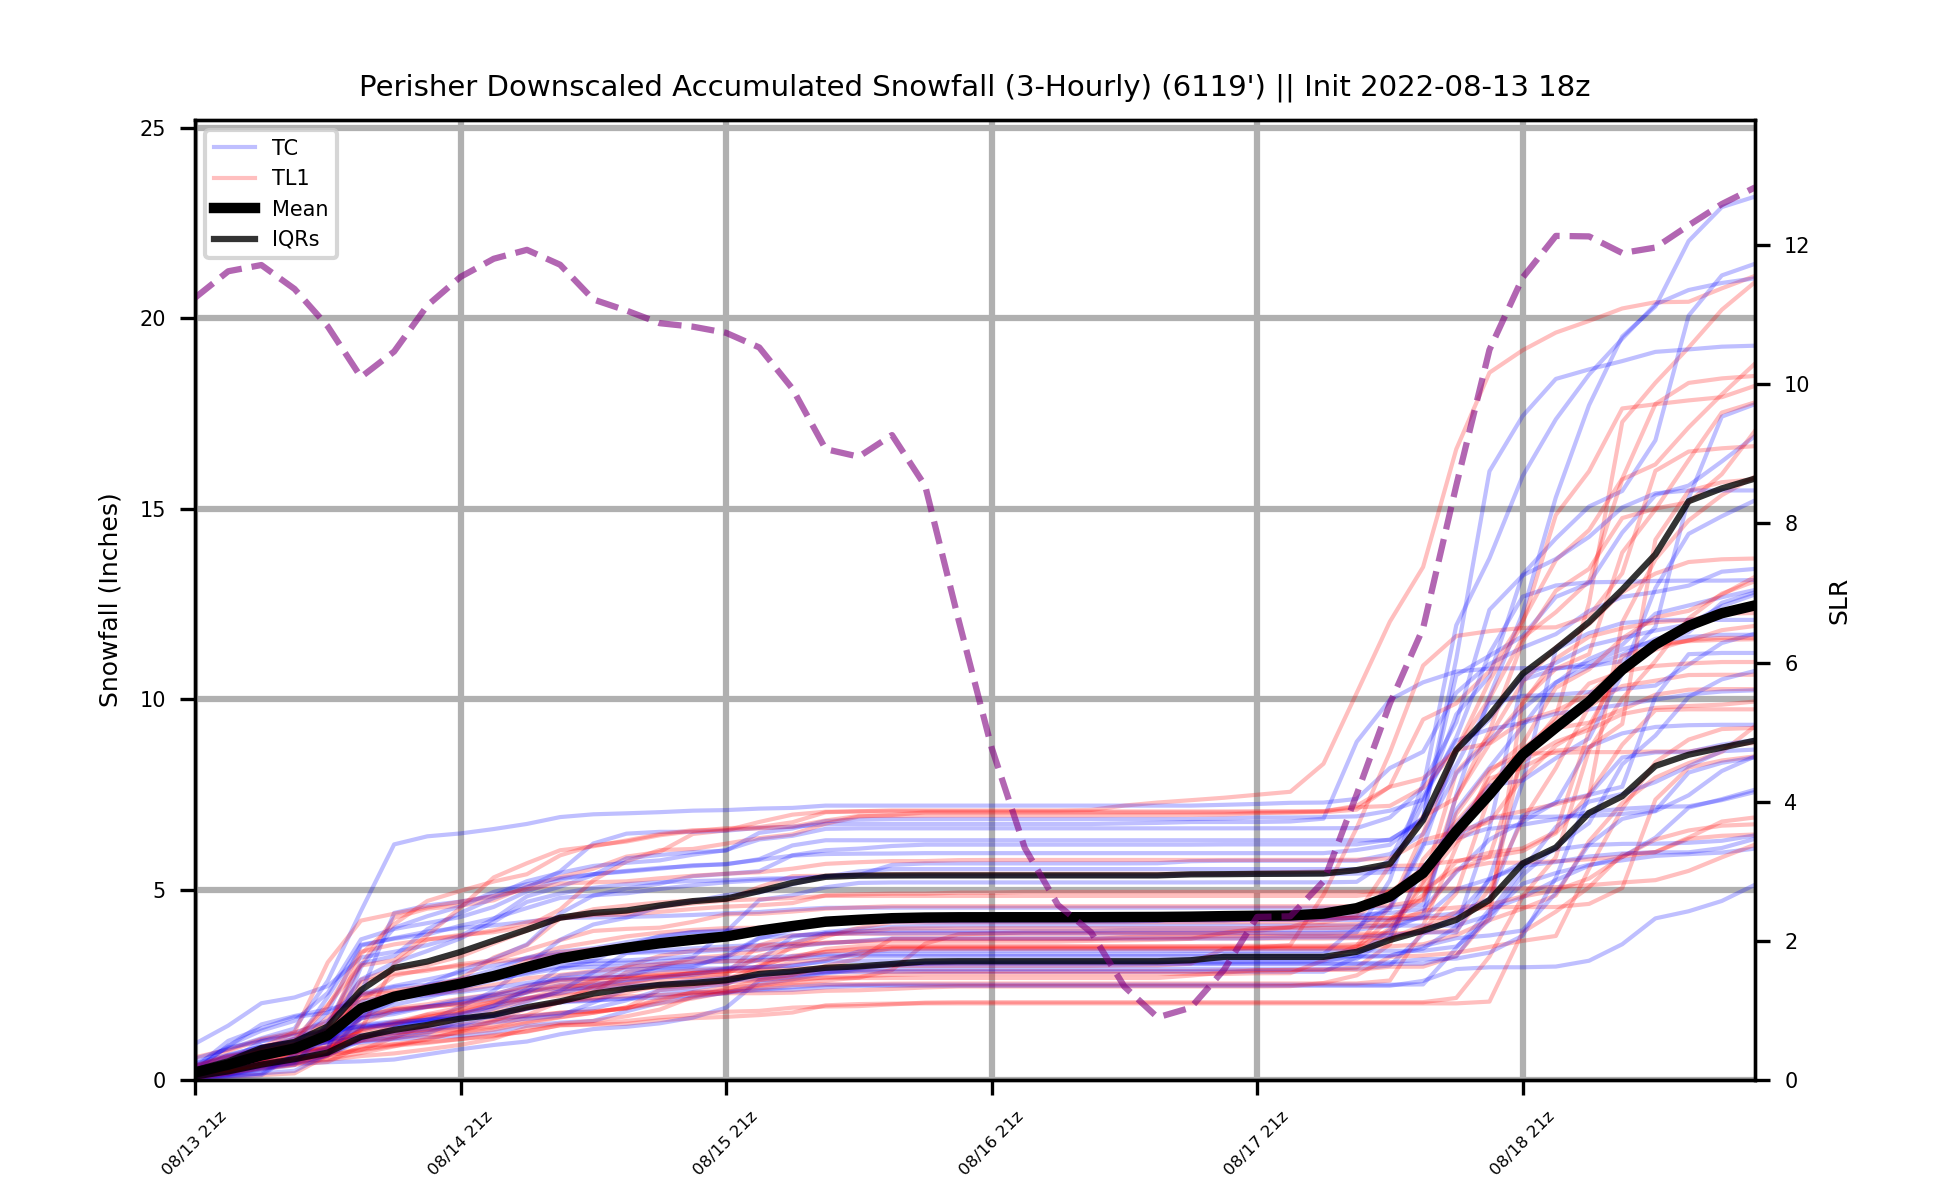 Perisher Downscaled Accumulated Snowfall (3-Hourly) (6119') || Init 2022-08-13 18z
TC
TL1
Mean
IQRs
Snowfall (Inches)
25
20
15
10
5
0
SLR
12
10
8
6
4
2
0
08/13 21z
08/14 21z
08/15 21z
08/16 21z
08/17 21z
08/18 21z